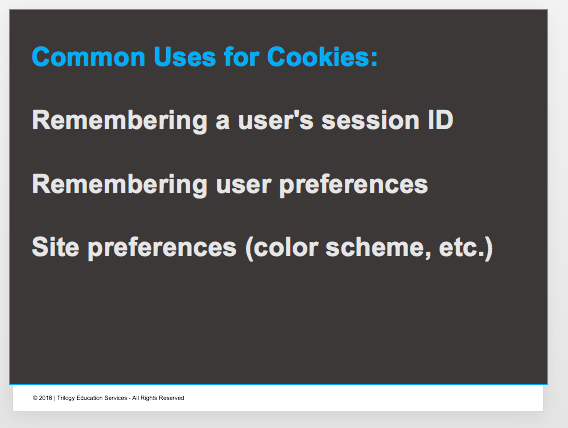 Common Uses for Cookies:
Remembering a user's session ID
Remembering user preferences
Site preferences (color scheme, etc.)
© 2016 | Trilogy Education Services - All Rights Reserved